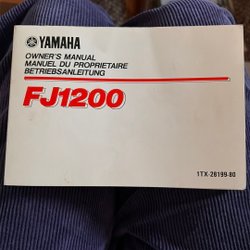 YAMAHA
OWNER'S MANUAL
MANUEL DU PROPRIETAIRE
BETRIEBSANLEITUNG
FJ1200
1TX-28199-80